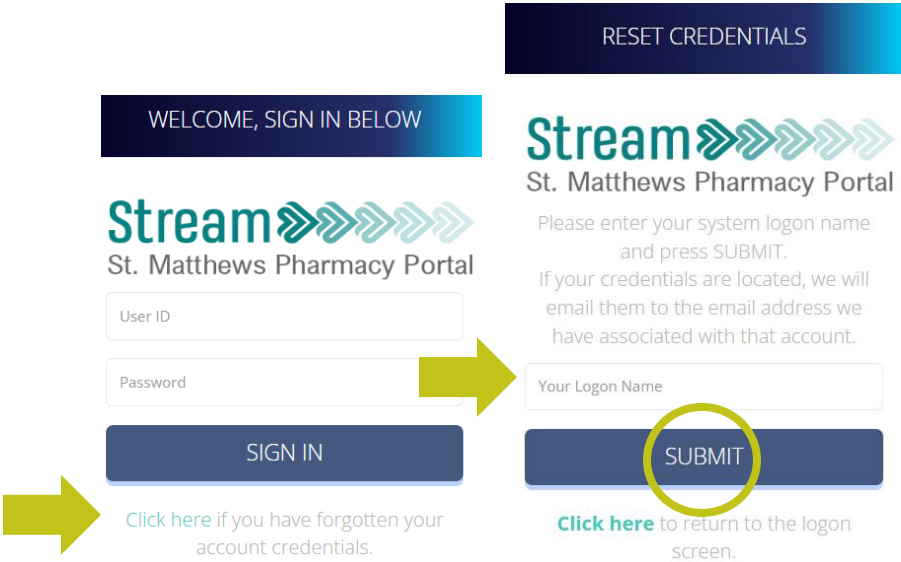 WELCOME, SIGN IN BELOW
Stream
St. Matthews Pharmacy Portal
User ID
Password
SIGN IN
Click here if you have forgotten your
account credentials.
RESET CREDENTIALS
Stream
St. Matthews Pharmacy Portal
Please enter your system logon name
and press SUBMIT.
If your credentials are located, we will
email them to the email address we
have associated with that account.
Your Logon Name
SUBMIT
Click here to return to the logon
screen.